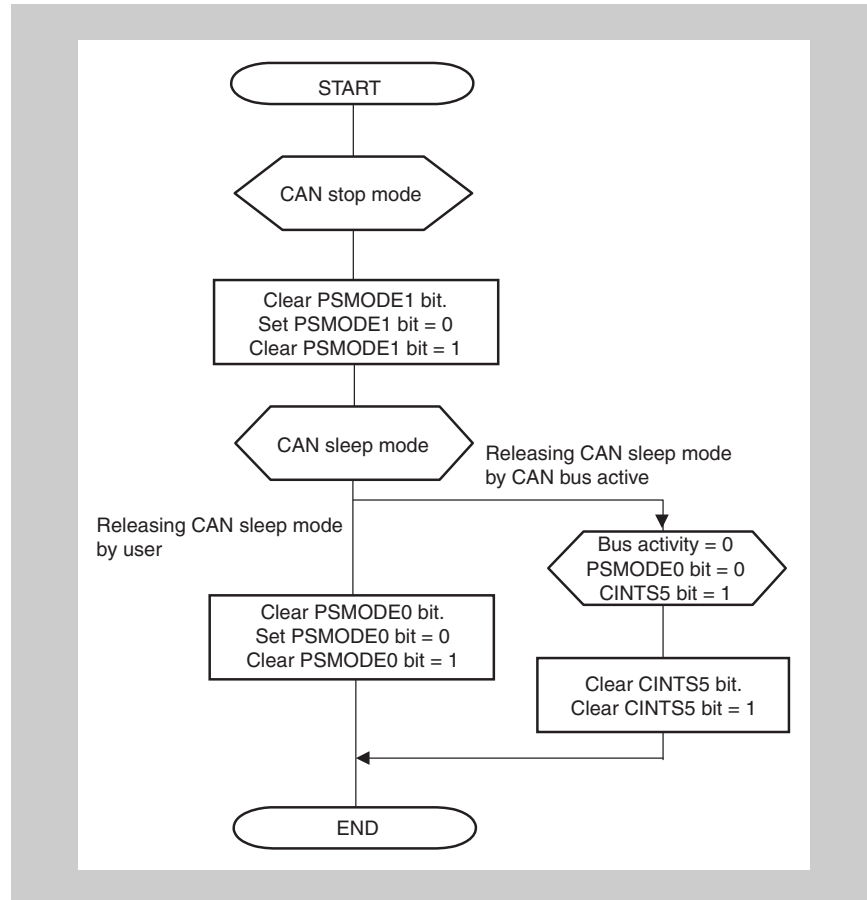 START
CAN stop mode
Clear PSMODE1 bit.
Set PSMODE1 bit = 0
Clear PSMODE1 bit = 1
CAN sleep mode
Releasing CAN sleep mode
by CAN bus active
Releasing CAN sleep mode
by user
Bus activity = 0
PSMODE0 bit = 0
CINTS5 bit = 1
Clear PSMODE0 bit.
Set PSMODE0 bit = 0
Clear PSMODE0 bit = 1
Clear CINTS5 bit.
Clear CINTS5 bit = 1
END